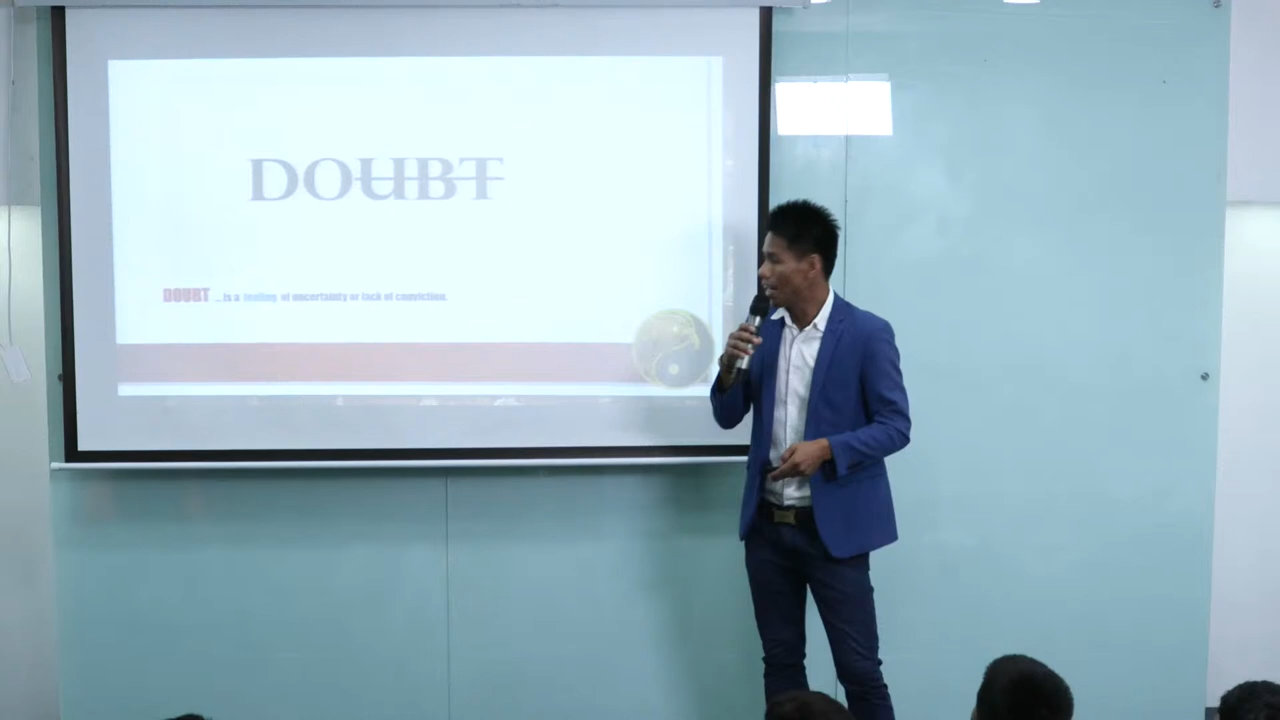 DOUBT
DOUBT ... is a feeling of uncertainty or lack of conviction.